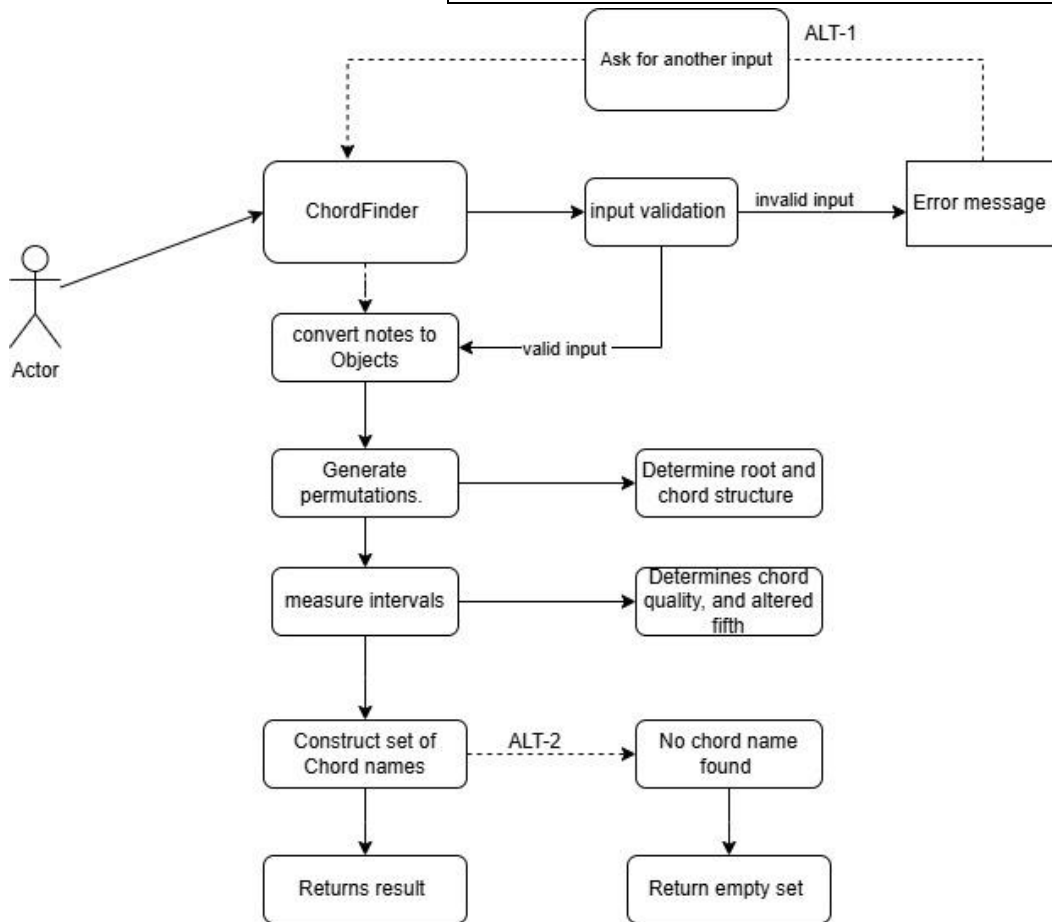 ALT-1
Ask for another input
ChordFinder
input validation
invalid input
Error message
Actor
convert notes to
Objects
valid input
Generate
permutations.
Determine root and
chord structure
measure intervals
Determines chord
quality, and altered
fifth
Construct set of
Chord names
ALT-2
No chord name
found
Returns result
Return empty set